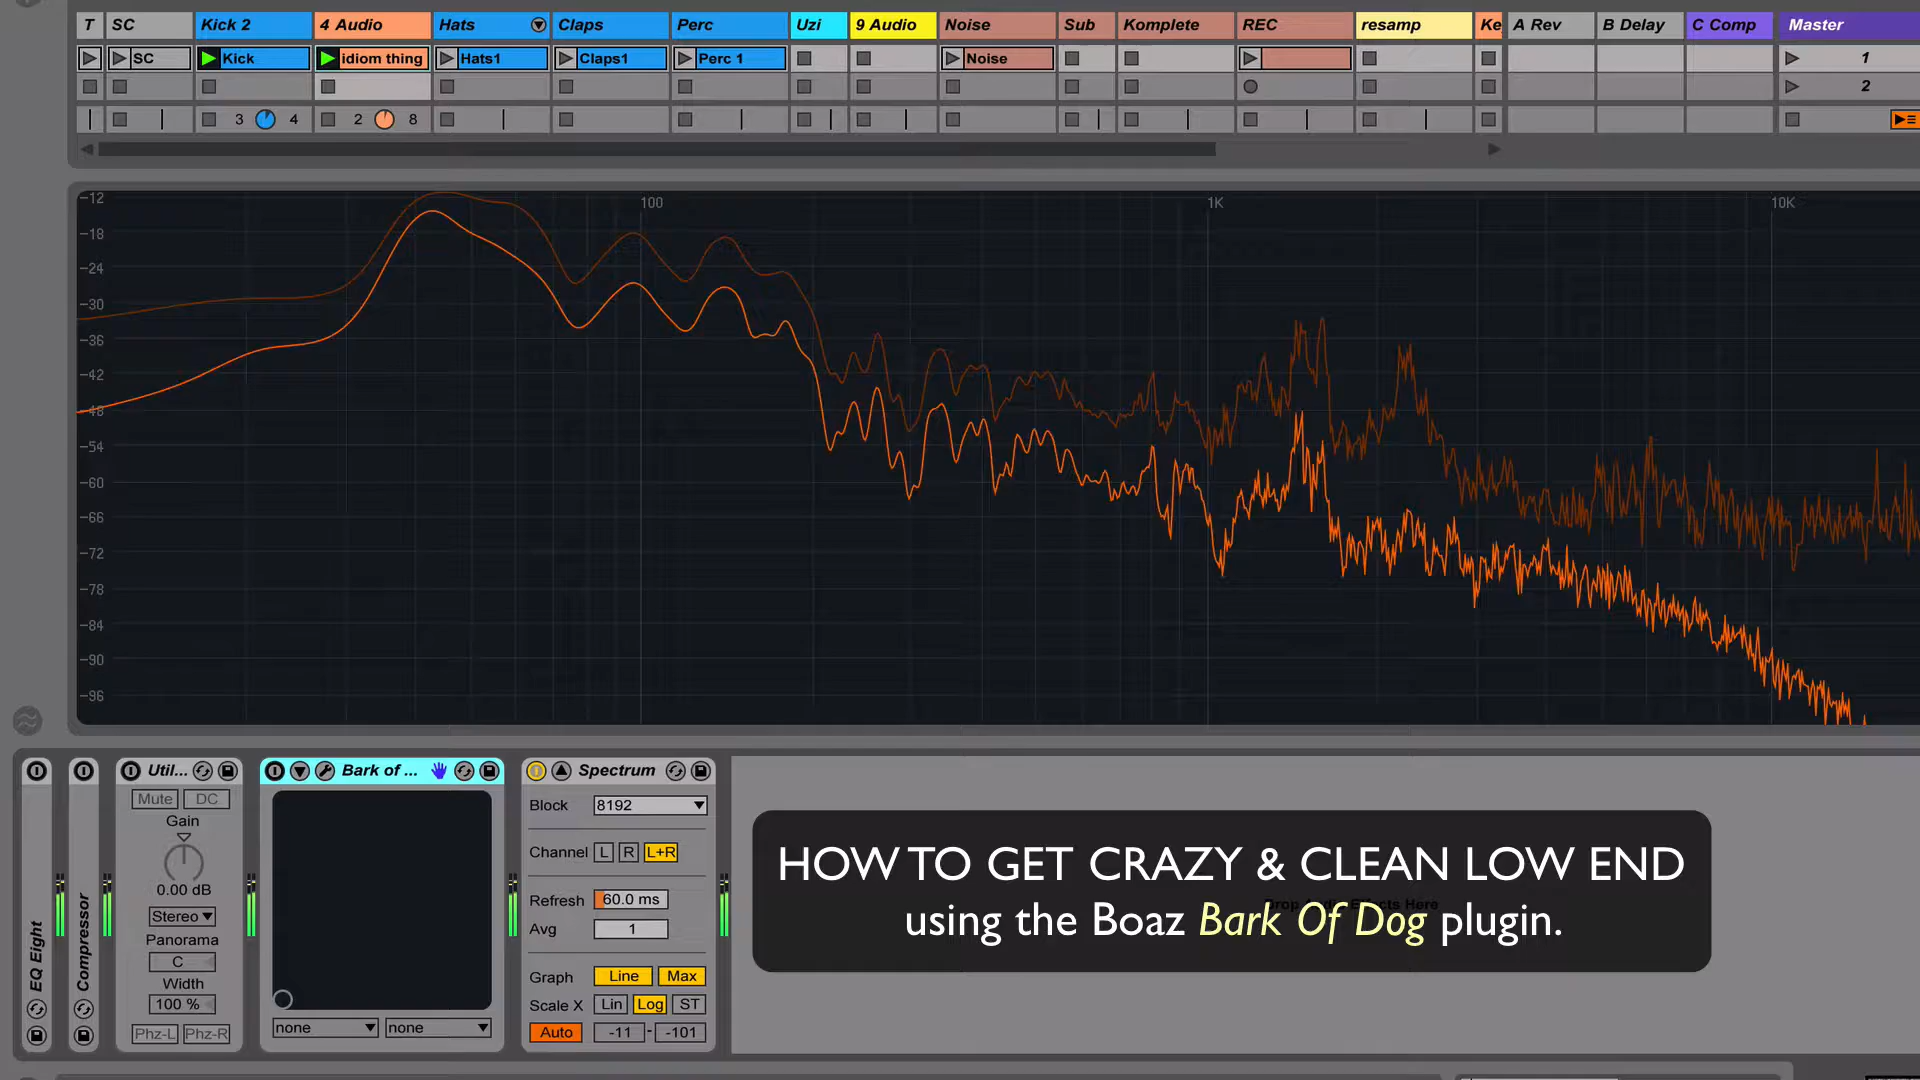 T SC Kick 2 4 Audio Hats Claps Perc Uzi 9 Audio Noise Sub Komplete REC resamp Ke A Rev B Delay C Comp Master
SC Kick idiom thing Hats1 Claps1 Perc 1 Noise 1
2
3 4 2 8
100 1K 10K
-12
-18
-24
-30
-36
-42
-48
-54
-60
-66
-72
-78
-84
-90
-96
EQ Eight
Compressor
Util...
Mute DC
Gain
0.00 dB
Stereo
Panorama
C
Width
100 %
Phz-L Phz-R
Bark of ...
none none
Spectrum
Block 8192
Channel L R L+R
Refresh 60.0 ms
Avg 1
Graph Line Max
Scale X Lin Log ST
Auto -11 - -101
HOW TO GET CRAZY & CLEAN LOW END
using the Boaz Bark Of Dog plugin.